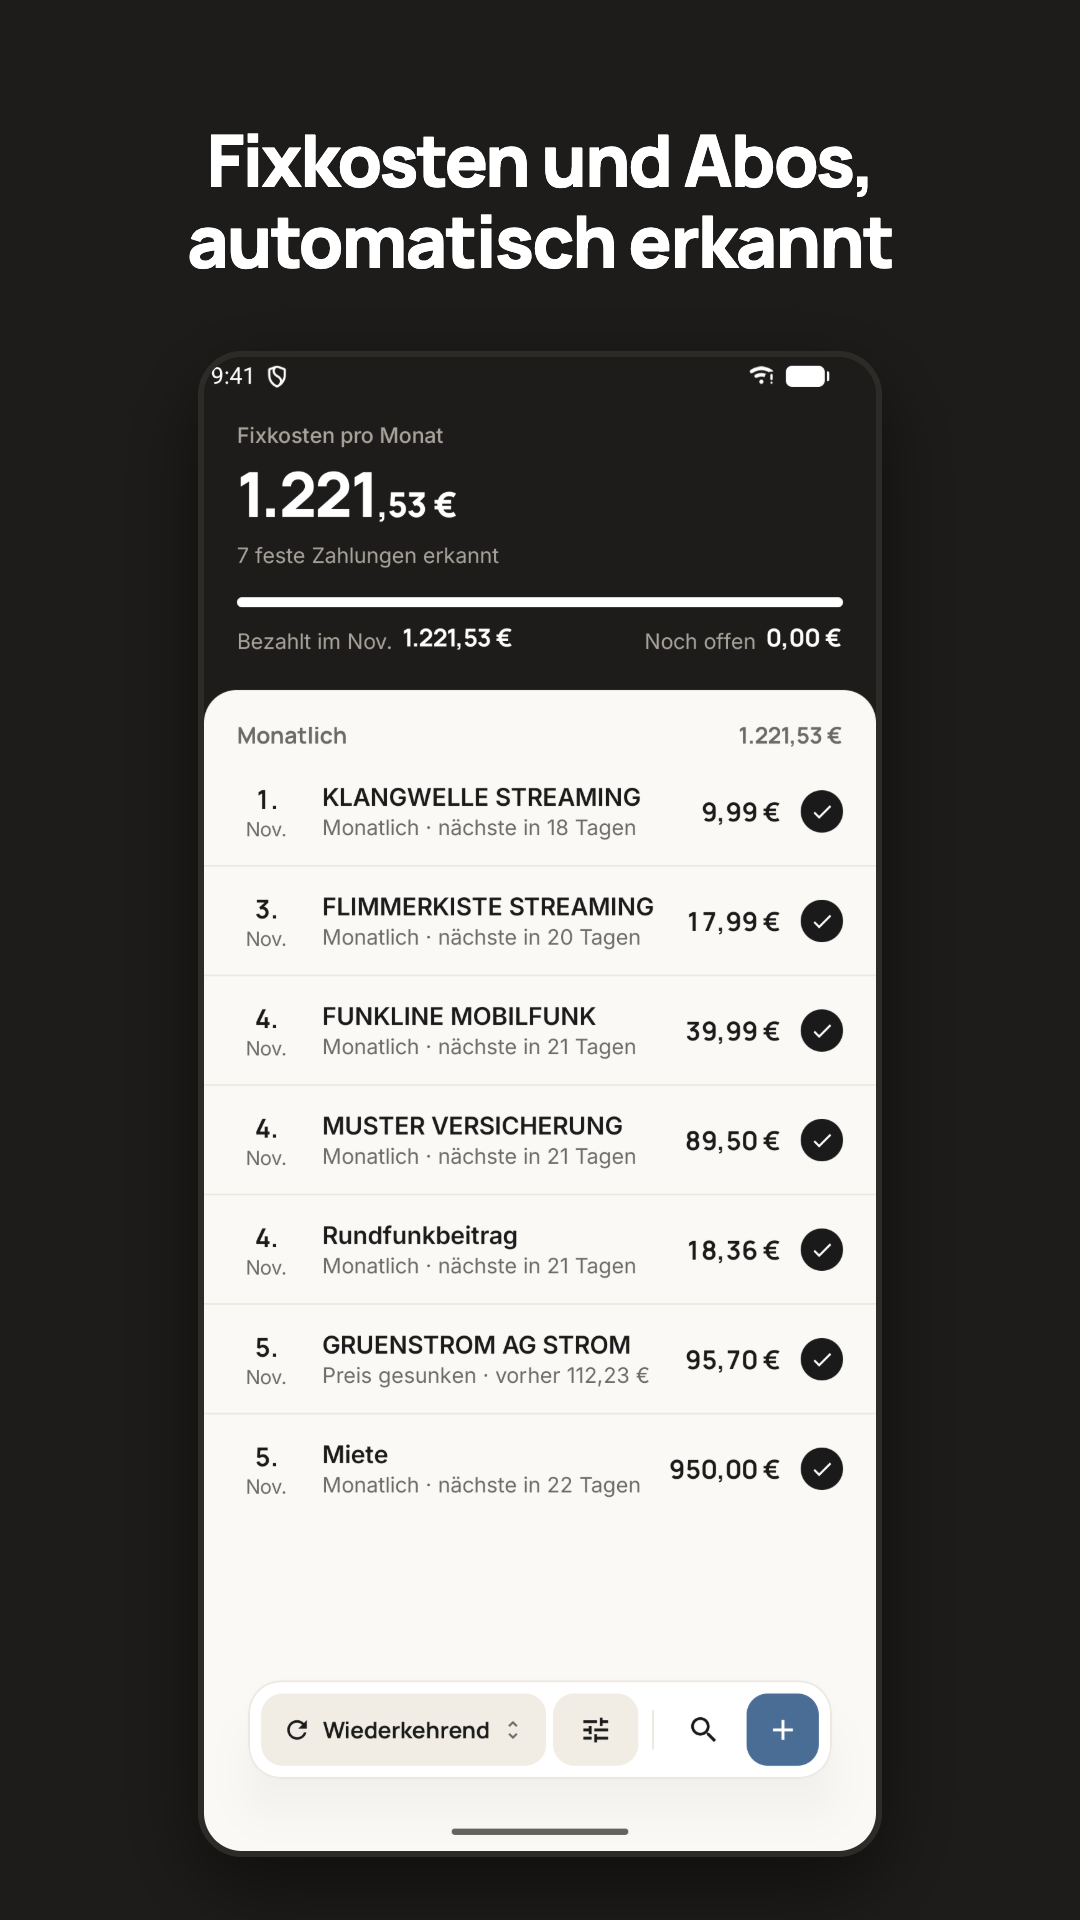 Fixkosten und Abos,
automatisch erkannt
9:41
Fixkosten pro Monat
1.221,53 €
7 feste Zahlungen erkannt
Bezahlt im Nov. 1.221,53 € Noch offen 0,00 €
Monatlich 1.221,53 €
1. KLANGWELLE STREAMING 9,99 €
Nov. Monatlich · nächste in 18 Tagen
3. FLIMMERKISTE STREAMING 17,99 €
Nov. Monatlich · nächste in 20 Tagen
4. FUNKLINE MOBILFUNK 39,99 €
Nov. Monatlich · nächste in 21 Tagen
4. MUSTER VERSICHERUNG 89,50 €
Nov. Monatlich · nächste in 21 Tagen
4. Rundfunkbeitrag 18,36 €
Nov. Monatlich · nächste in 21 Tagen
5. GRUENSTROM AG STROM 95,70 €
Nov. Preis gesunken · vorher 112,23 €
5. Miete 950,00 €
Nov. Monatlich · nächste in 22 Tagen
Wiederkehrend